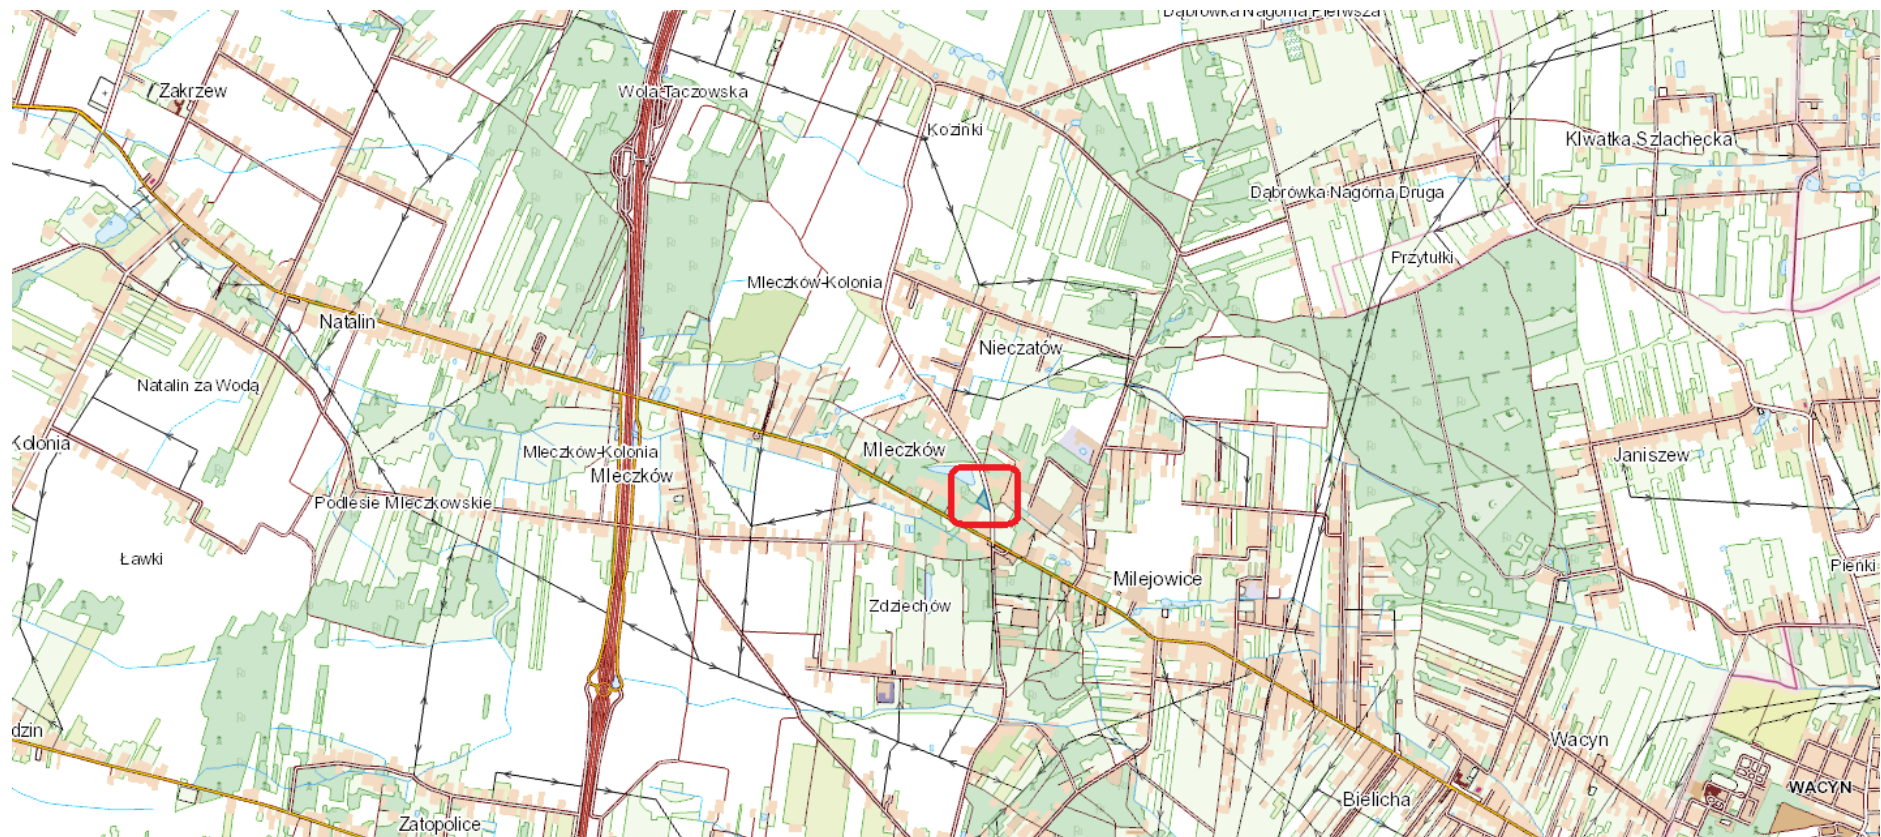 Dąbrówka Nagórna Pierwsza
Zakrzew
Wola Taczowska
Kozinki
Klwatka Szlachecka
Dąbrówka Nagórna Druga
Przytułki
Mleczków-Kolonia
Natalin
Nieczatów
Natalin za Wodą
Kolonia
Mleczków-Kolonia
Mleczków
Mleczków
Janiszew
Podlesie Mleczkowskie
Ławki
Milejowice
Pieńki
Zdziechów
dzin
Wacyn
WACYN
Bielicha
Zatopolice